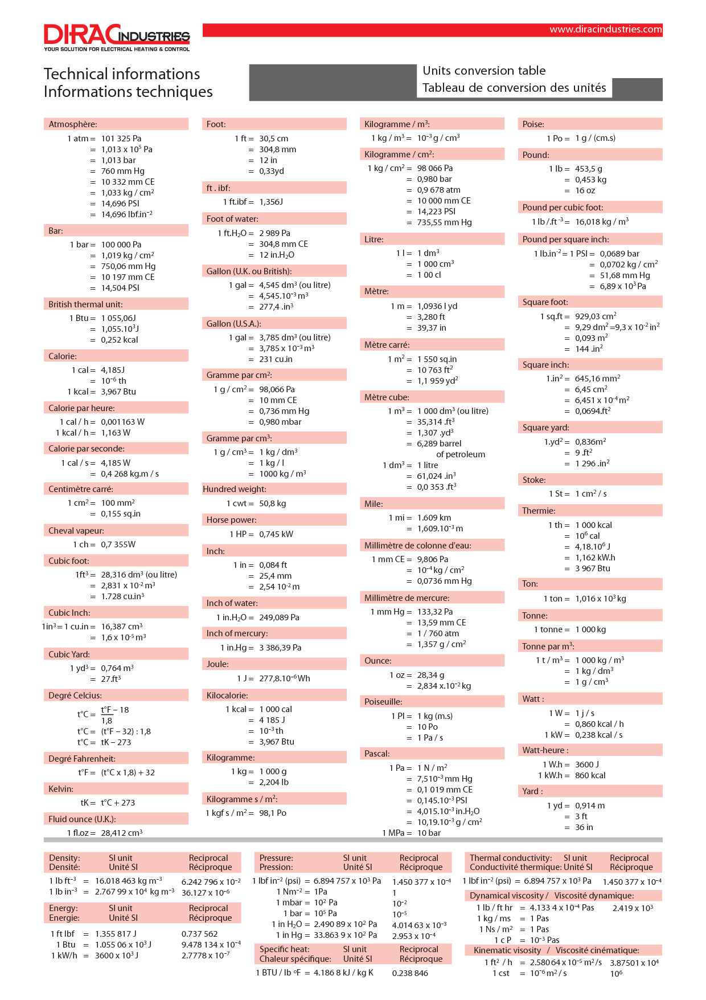 DIRAC INDUSTRIES
YOUR SOLUTION FOR ELECTRICAL HEATING & CONTROL
www.diracindustries.com
Technical informations
Informations techniques
Units conversion table
Tableau de conversion des unités
Atmosphère:
1 atm = 101 325 Pa
= 1,013 x 10⁵ Pa
= 1,013 bar
= 760 mm Hg
= 10 332 mm CE
= 1,033 kg / cm²
= 14,696 PSI
= 14,696 lbf.in⁻²
Bar:
1 bar = 100 000 Pa
= 1,019 kg / cm²
= 750,06 mm Hg
= 10 197 mm CE
= 14,504 PSI
British thermal unit:
1 Btu = 1 055,06J
= 1,055.10³J
= 0,252 kcal
Calorie:
1 cal = 4,185J
= 10⁻⁶ th
1 kcal = 3,967 Btu
Calorie par heure:
1 cal / h = 0,001163 W
1 kcal / h = 1,163 W
Calorie par seconde:
1 cal / s = 4,185 W
= 0,4 268 kg.m / s
Centimètre carré:
1 cm² = 100 mm²
= 0,155 sq.in
Cheval vapeur:
1 ch = 0,7 355W
Cubic foot:
1ft³ = 28,316 dm³ (ou litre)
= 2,831 x 10⁻² m³
= 1.728 cu.in³
Cubic Inch:
1in³ = 1 cu.in = 16,387 cm³
= 1,6 x 10⁻⁵ m³
Cubic Yard:
1 yd³ = 0,764 m³
= 27.ft³
Degré Celcius:
t°C = t°F – 18
1,8
t°C = (t°F – 32) : 1,8
t°C = tK – 273
Degré Fahrenheit:
t°F = (t°C x 1,8) + 32
Kelvin:
tK = t°C + 273
Fluid ounce (U.K.):
1 fl.oz = 28,412 cm³
Foot:
1 ft = 30,5 cm
= 304,8 mm
= 12 in
= 0,33yd
ft . ibf:
1 ft.ibf = 1,356J
Foot of water:
1 ft.H₂O = 2 989 Pa
= 304,8 mm CE
= 12 in.H₂O
Gallon (U.K. ou British):
1 gal = 4,545 dm³ (ou litre)
= 4,545.10⁻³ m³
= 277,4 .in³
Gallon (U.S.A.):
1 gal = 3,785 dm³ (ou litre)
= 3,785 x 10⁻³ m³
= 231 cu.in
Gramme par cm²:
1 g / cm² = 98,066 Pa
= 10 mm CE
= 0,736 mm Hg
= 0,980 mbar
Gramme par cm³:
1 g / cm³ = 1 kg / dm³
= 1 kg / l
= 1000 kg / m³
Hundred weight:
1 cwt = 50,8 kg
Horse power:
1 HP = 0,745 kW
Inch:
1 in = 0,084 ft
= 25,4 mm
= 2,54 10⁻² m
Inch of water:
1 in.H₂O = 249,089 Pa
Inch of mercury:
1 in.Hg = 3 386,39 Pa
Joule:
1 J = 277,8.10⁻⁶ Wh
Kilocalorie:
1 kcal = 1 000 cal
= 4 185 J
= 10⁻³ th
= 3,967 Btu
Kilogramme:
1 kg = 1 000 g
= 2,204 lb
Kilogramme s / m²:
1 kgf s / m² = 98,1 Po
Kilogramme / m³:
1 kg / m³ = 10⁻³ g / cm³
Kilogramme / cm²:
1 kg / cm² = 98 066 Pa
= 0,980 bar
= 0,9 678 atm
= 10 000 mm CE
= 14,223 PSI
= 735,55 mm Hg
Litre:
1 l = 1 dm³
= 1 000 cm³
= 1 00 cl
Mètre:
1 m = 1,0936 l yd
= 3,280 ft
= 39,37 in
Mètre carré:
1 m² = 1 550 sq.in
= 10 763 ft²
= 1,1 959 yd²
Mètre cube:
1 m³ = 1 000 dm³ (ou litre)
= 35,314 .ft³
= 1,307 .yd³
= 6,289 barrel
of petroleum
1 dm³ = 1 litre
= 61,024 .in³
= 0,0 353 .ft³
Mile:
1 mi = 1.609 km
= 1,609.10⁻³ m
Millimètre de colonne d'eau:
1 mm CE = 9,806 Pa
= 10⁻⁴ kg / cm²
= 0,0736 mm Hg
Millimètre de mercure:
1 mm Hg = 133,32 Pa
= 13,59 mm CE
= 1 / 760 atm
= 1,357 g / cm²
Ounce:
1 oz = 28,34 g
= 2,834 x.10⁻² kg
Poiseuille:
1 Pl = 1 kg (m.s)
= 10 Po
= 1 Pa / s
Pascal:
1 Pa = 1 N / m²
= 7,510⁻³ mm Hg
= 0,1 019 mm CE
= 0,145.10⁻³ PSI
= 4,015.10⁻³ in.H₂O
= 10,19.10⁻³ g / cm²
1 MPa = 10 bar
Poise:
1 Po = 1 g / (cm.s)
Pound:
1 lb = 453,5 g
= 0,453 kg
= 16 oz
Pound per cubic foot:
1 lb /.ft ⁻³ = 16,018 kg / m³
Pound per square inch:
1 lb.in⁻² = 1 PSI = 0,0689 bar
= 0,0702 kg / cm²
= 51,68 mm Hg
= 6,89 x 10³ Pa
Square foot:
1 sq.ft = 929,03 cm²
= 9,29 dm² =9,3 x 10⁻² in²
= 0,093 m²
= 144 .in²
Square inch:
1.in² = 645,16 mm²
= 6,45 cm²
= 6,451 x 10⁻⁴ m²
= 0,0694.ft²
Square yard:
1.yd² = 0,836m²
= 9 .ft²
= 1 296 .in²
Stoke:
1 St = 1 cm² / s
Thermie:
1 th = 1 000 kcal
= 10⁶ cal
= 4,18.10⁶ J
= 1,162 kW.h
= 3 967 Btu
Ton:
1 ton = 1,016 x 10³ kg
Tonne:
1 tonne = 1 000 kg
Tonne par m³:
1 t / m³ = 1 000 kg / m³
= 1 kg / dm³
= 1 g / cm³
Watt :
1 W = 1 j / s
= 0,860 kcal / h
1 kW = 0,238 kcal / s
Watt-heure :
1 W.h = 3600 J
1 kW.h = 860 kcal
Yard :
1 yd = 0,914 m
= 3 ft
= 36 in
Density: SI unit Reciprocal
Densité: Unité SI Réciproque
1 lb ft⁻³ = 16.018 463 kg m⁻³ 6.242 796 x 10⁻²
1 lb in⁻³ = 2.767 99 x 10⁴ kg m⁻³ 36.127 x 10⁻⁶
Energy: SI unit Reciprocal
Energie: Unité SI Réciproque
1 ft lbf = 1.355 817 J 0.737 562
1 Btu = 1.055 06 x 10³ J 9.478 134 x 10⁻⁴
1 kW/h = 3600 x 10³ J 2.7778 x 10⁻⁷
Pressure: SI unit Reciprocal
Pression: Unité SI Réciproque
1 lbf in⁻² (psi) = 6.894 757 x 10³ Pa 1.450 377 x 10⁻⁴
1 Nm⁻² = 1Pa 1
1 mbar = 10² Pa 10⁻²
1 bar = 10⁵ Pa 10⁻⁵
1 in H₂O = 2.490 89 x 10² Pa 4.014 63 x 10⁻³
1 in Hg = 33.863 9 x 10² Pa 2.953 x 10⁻⁴
Specific heat: SI unit Reciprocal
Chaleur spécifique: Unité SI Réciproque
1 BTU / lb ºF = 4.186 8 kJ / kg K 0.238 846
Thermal conductivity: SI unit Reciprocal
Conductivité thermique: Unité SI Réciproque
1 lbf in⁻² (psi) = 6.894 757 x 10³ Pa 1.450 377 x 10⁻⁴
Dynamical viscosity / Viscosité dynamique:
1 lb / ft hr = 4.133 4 x 10⁻⁴ Pas 2.419 x 10³
1 kg / ms = 1 Pas
1 Ns / m² = 1 Pas
1 c P = 10⁻³ Pas
Kinematic visosity / Viscosité cinématique:
1 ft² / h = 2.580 64 x 10⁻⁵ m² /s 3.87501 x 10⁴
1 cst = 10⁻⁶ m² / s 10⁶